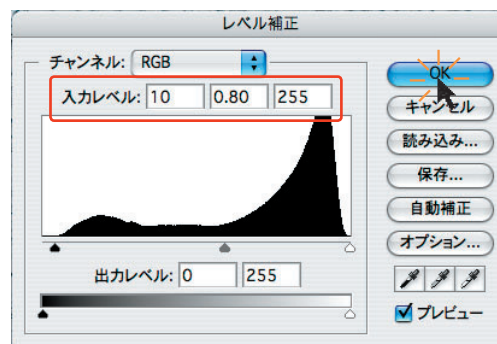 レベル補正
チャンネル: RGB
入力レベル: 10 0.80 255
出力レベル: 0 255
OK
キャンセル
読み込み...
保存...
自動補正
オプション...
プレビュー